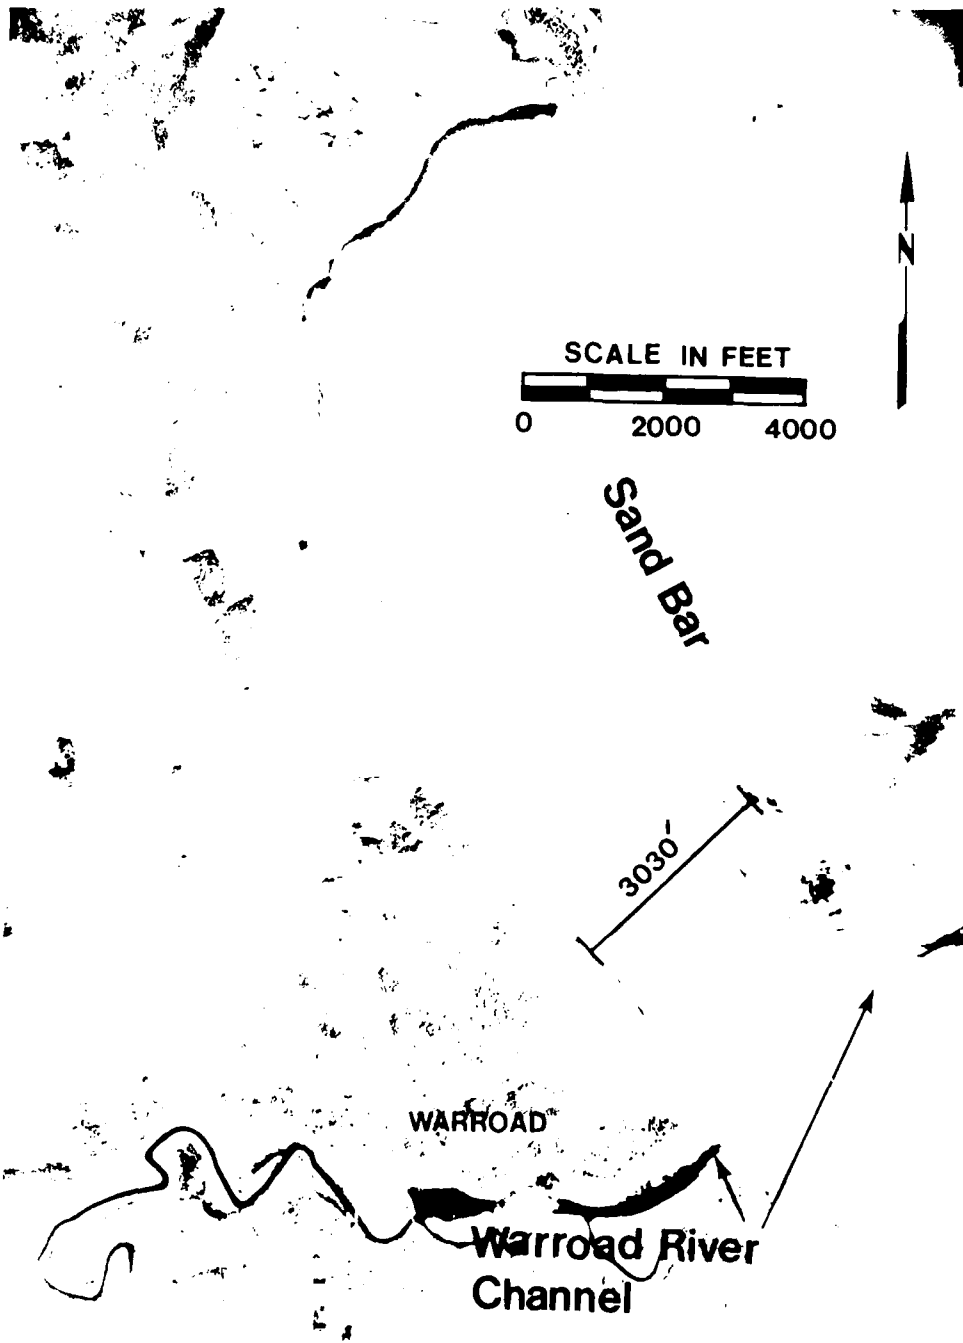 N
SCALE IN FEET
0 2000 4000
Sand Bar
3030'
WARROAD
Warroad River
Channel